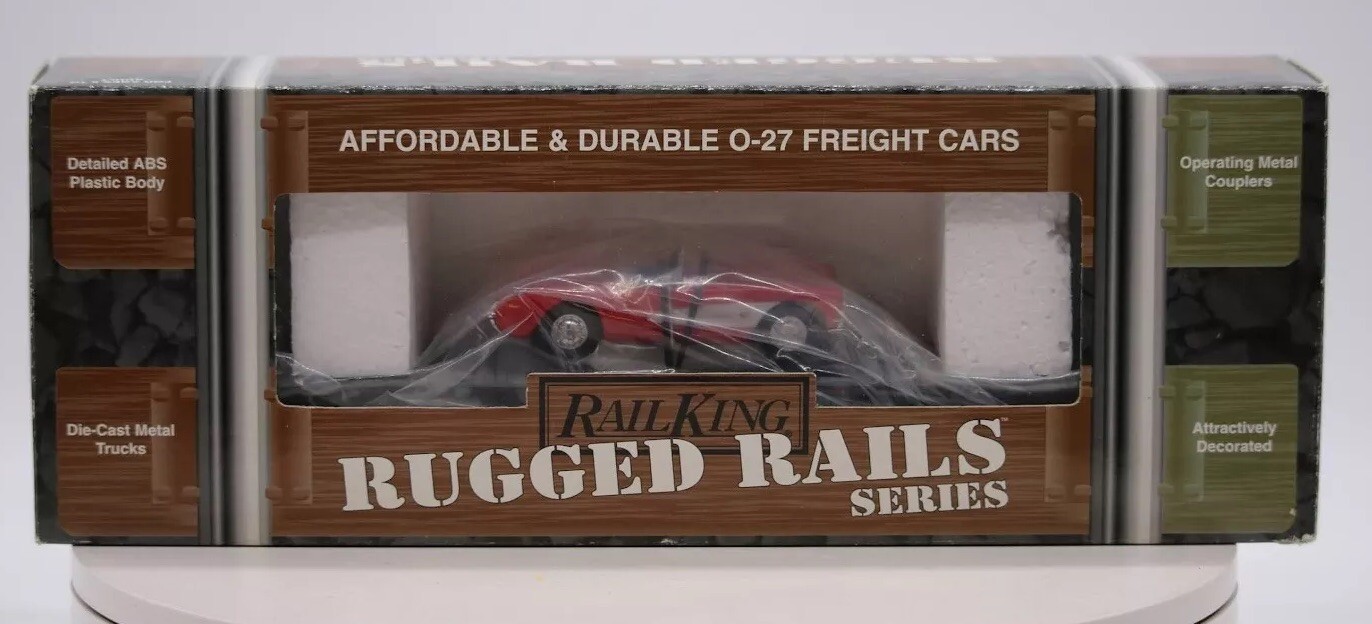 AFFORDABLE & DURABLE O-27 FREIGHT CARS
Detailed ABS
Plastic Body
Operating Metal
Couplers
Die-Cast Metal
Trucks
RAILKING®
RUGGED RAILS™
SERIES
Attractively
Decorated